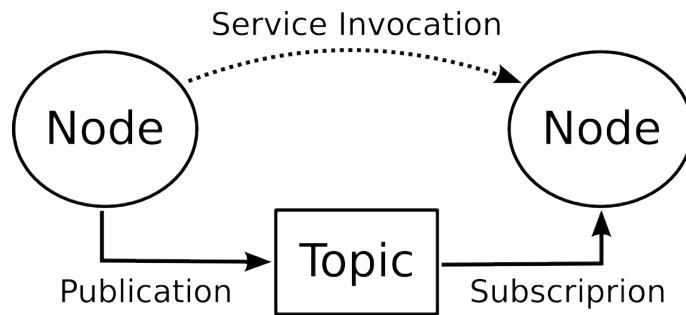 Service Invocation
Node
Node
Topic
Publication
Subscriprion